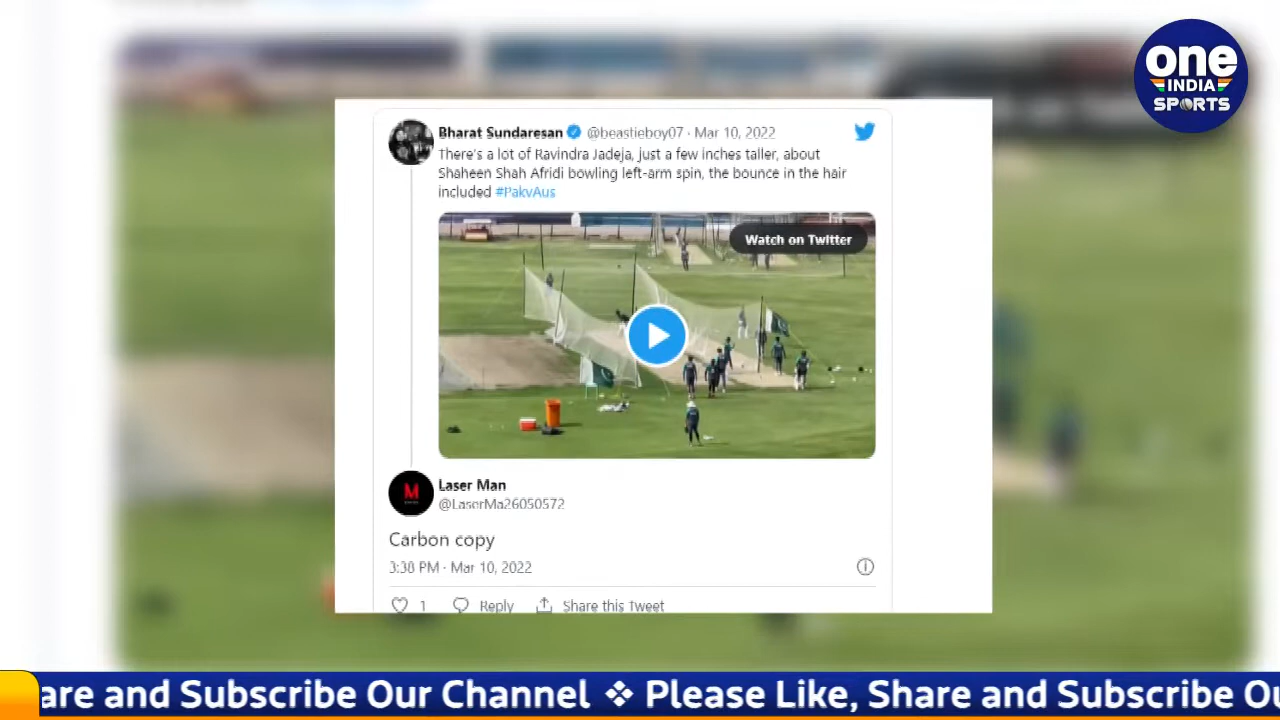 one
INDIA
SPORTS
Bharat Sundaresan @beastieboy07 · Mar 10, 2022
There's a lot of Ravindra Jadeja, just a few inches taller, about
Shaheen Shah Afridi bowling left-arm spin, the bounce in the hair
included #PakvAus
Watch on Twitter
M
Laser Man
@LaserMa26050572
Carbon copy
3:38 PM · Mar 10, 2022
1 Reply Share this Tweet
are and Subscribe Our Channel ❖ Please Like, Share and Subscribe Ou